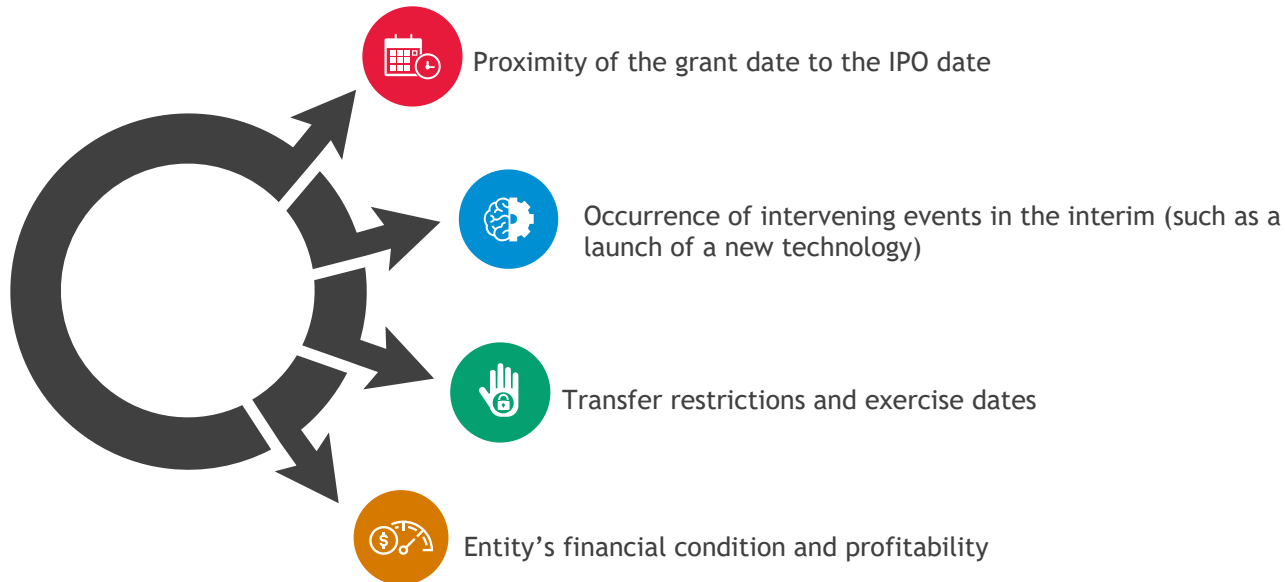 Proximity of the grant date to the IPO date
Occurrence of intervening events in the interim (such as a
launch of a new technology)
Transfer restrictions and exercise dates
$
Entity’s financial condition and profitability